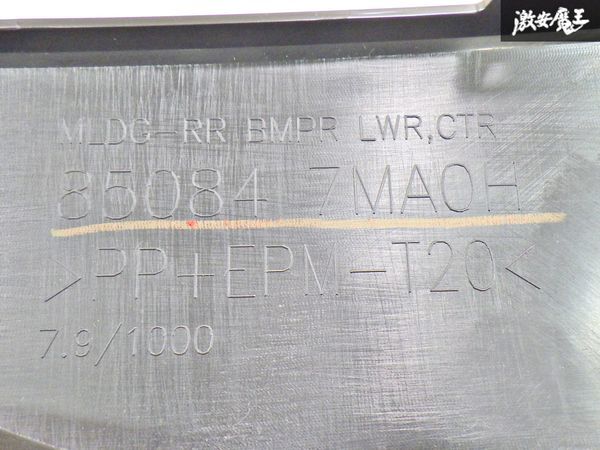 激安魔王
MLDG-RR BMPR LWR,CTR
85084 7MA0H
>PP+EPM-T20<
7.9/1000